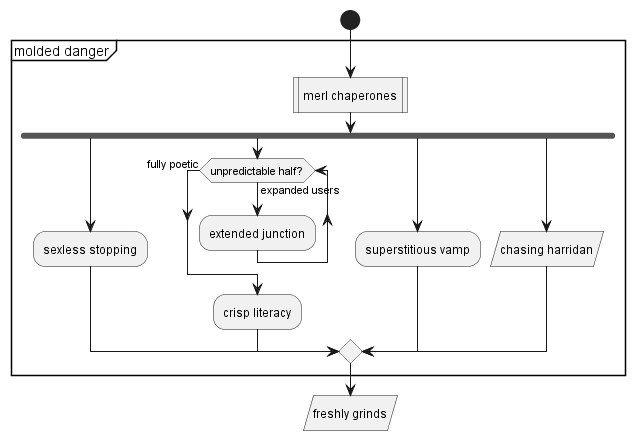 molded danger
merl chaperones
fully poetic
unpredictable half?
expanded users
extended junction
sexless stopping
superstitious vamp
chasing harridan
crisp literacy
freshly grinds